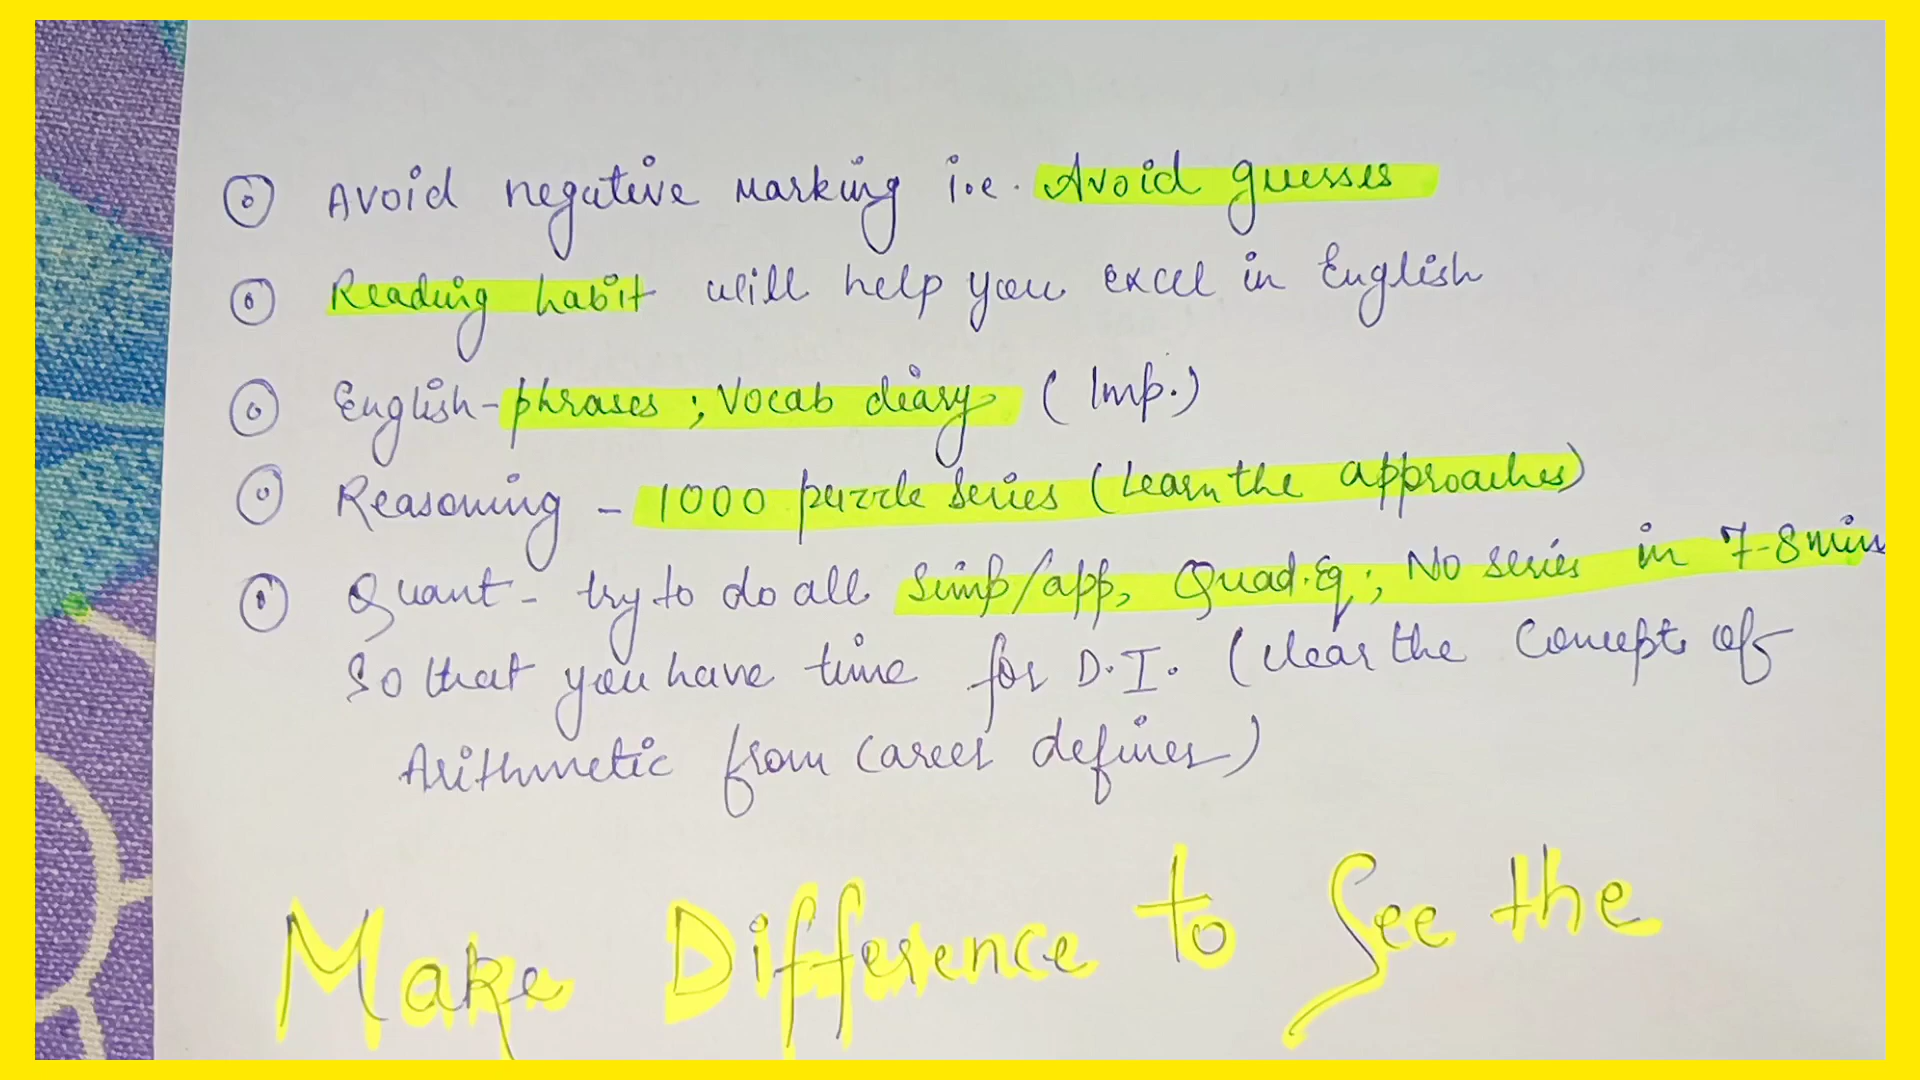 Avoid negative marking i.e. Avoid guesses
Reading habit will help you excel in English
English - phrases ; Vocab diary (Imp.)
Reasoning - 1000 puzzle series (Learn the approaches)
Quant - try to do all Simp/app, Quad. Eq ; No series in 7-8 min
So that you have time for D.I. (clear the concepts of
Arithmetic from career definer)
Make Difference to See the